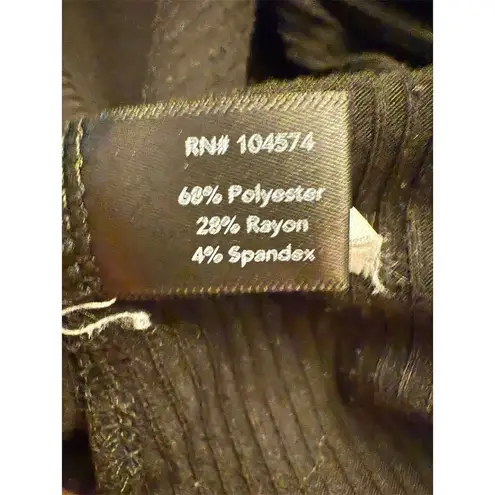 RN# 104574
68% Polyester
28% Rayon
4% Spandex